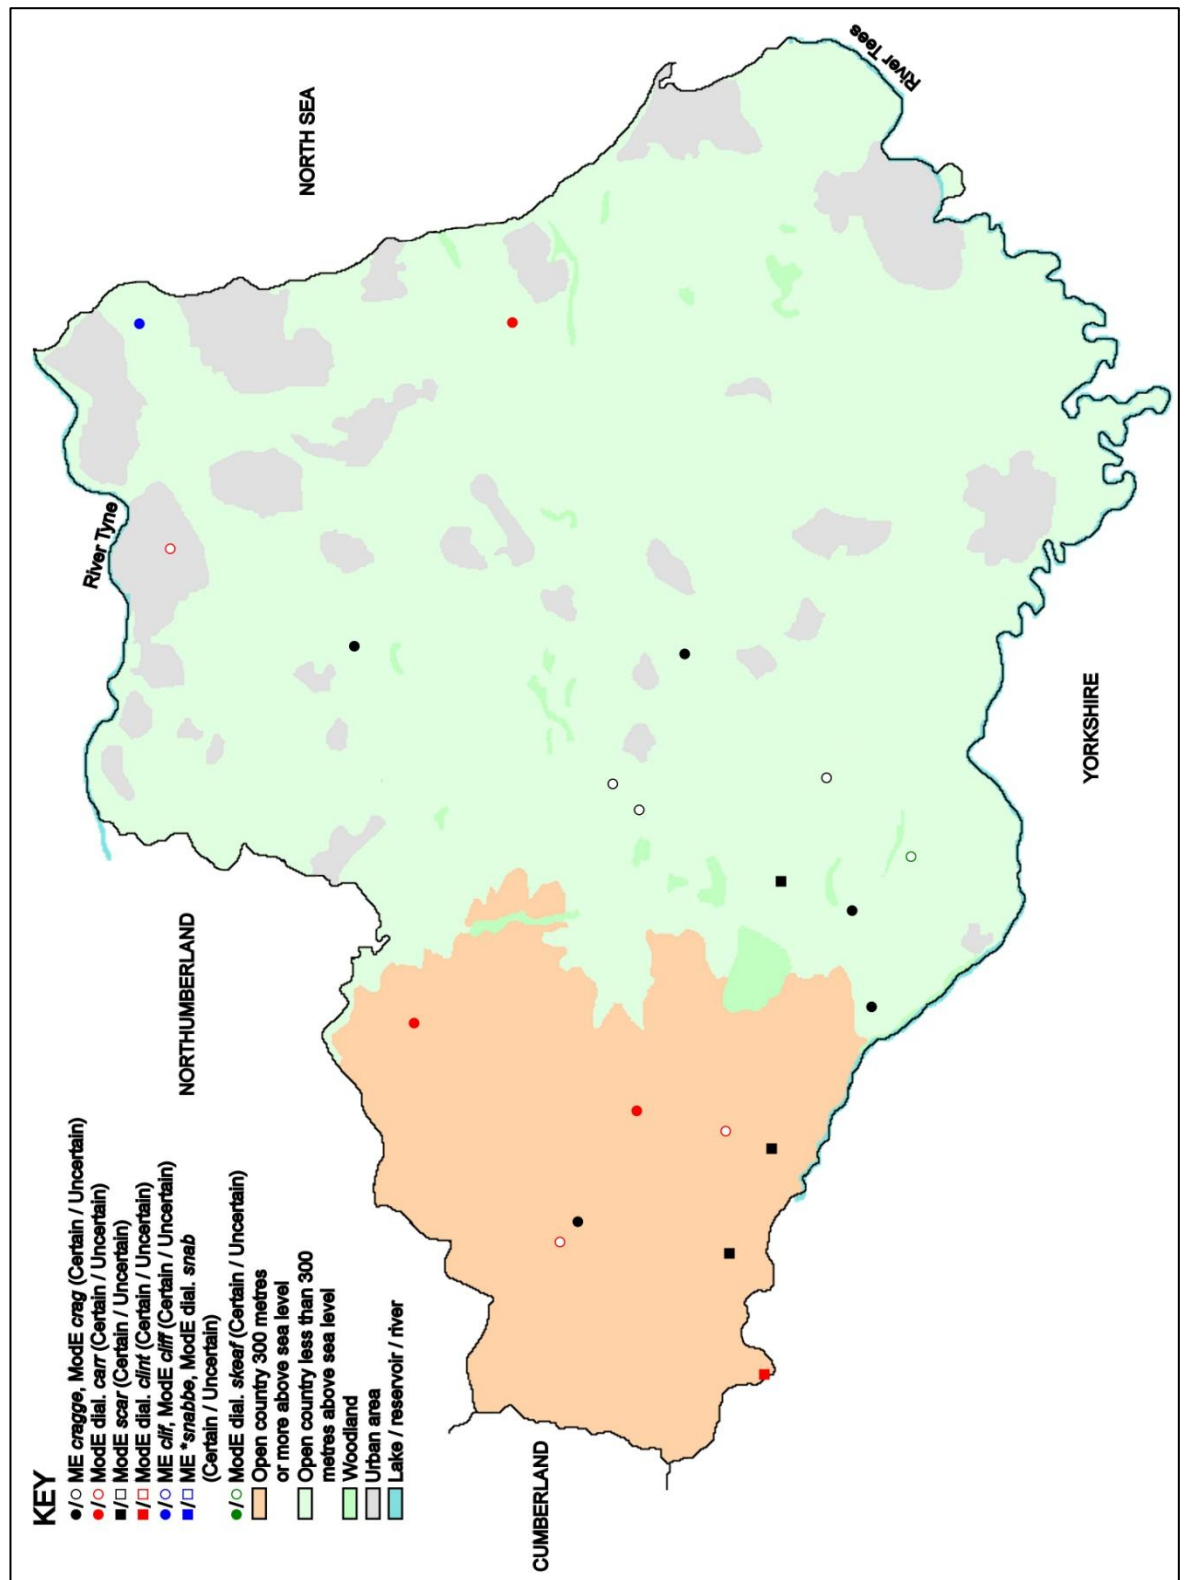 KEY
●/○ ME cragge, ModE crag (Certain / Uncertain)
●/○ ModE dial. carr (Certain / Uncertain)
■/□ ModE scar (Certain / Uncertain)
■/□ ModE dial. clint (Certain / Uncertain)
●/○ ME clif, ModE cliff (Certain / Uncertain)
■/□ ME *snabbe, ModE dial. snab
(Certain / Uncertain)
●/○ ModE dial. skeaf (Certain / Uncertain)
Open country 300 metres
or more above sea level
Open country less than 300
metres above sea level
Woodland
Urban area
Lake / reservoir / river
CUMBERLAND
NORTHUMBERLAND
River Tyne
NORTH SEA
River Tees
YORKSHIRE